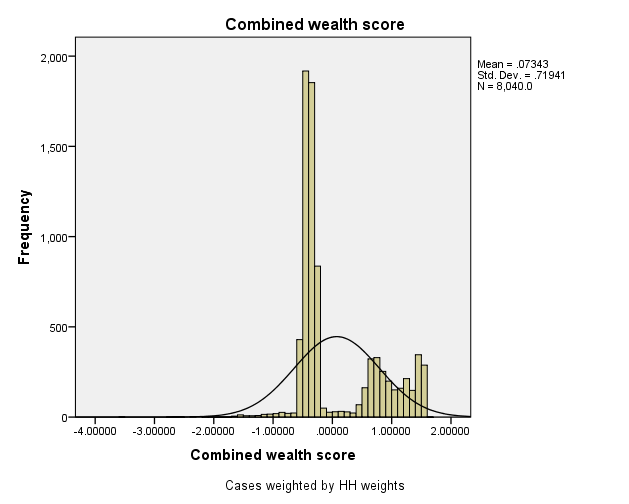 Combined wealth score
Mean = .07343
Std. Dev. = .71941
N = 8,040.0
2,000
1,500
1,000
500
0
Frequency
-4.00000 -3.00000 -2.00000 -1.00000 .00000 1.00000 2.00000
Combined wealth score
Cases weighted by HH weights